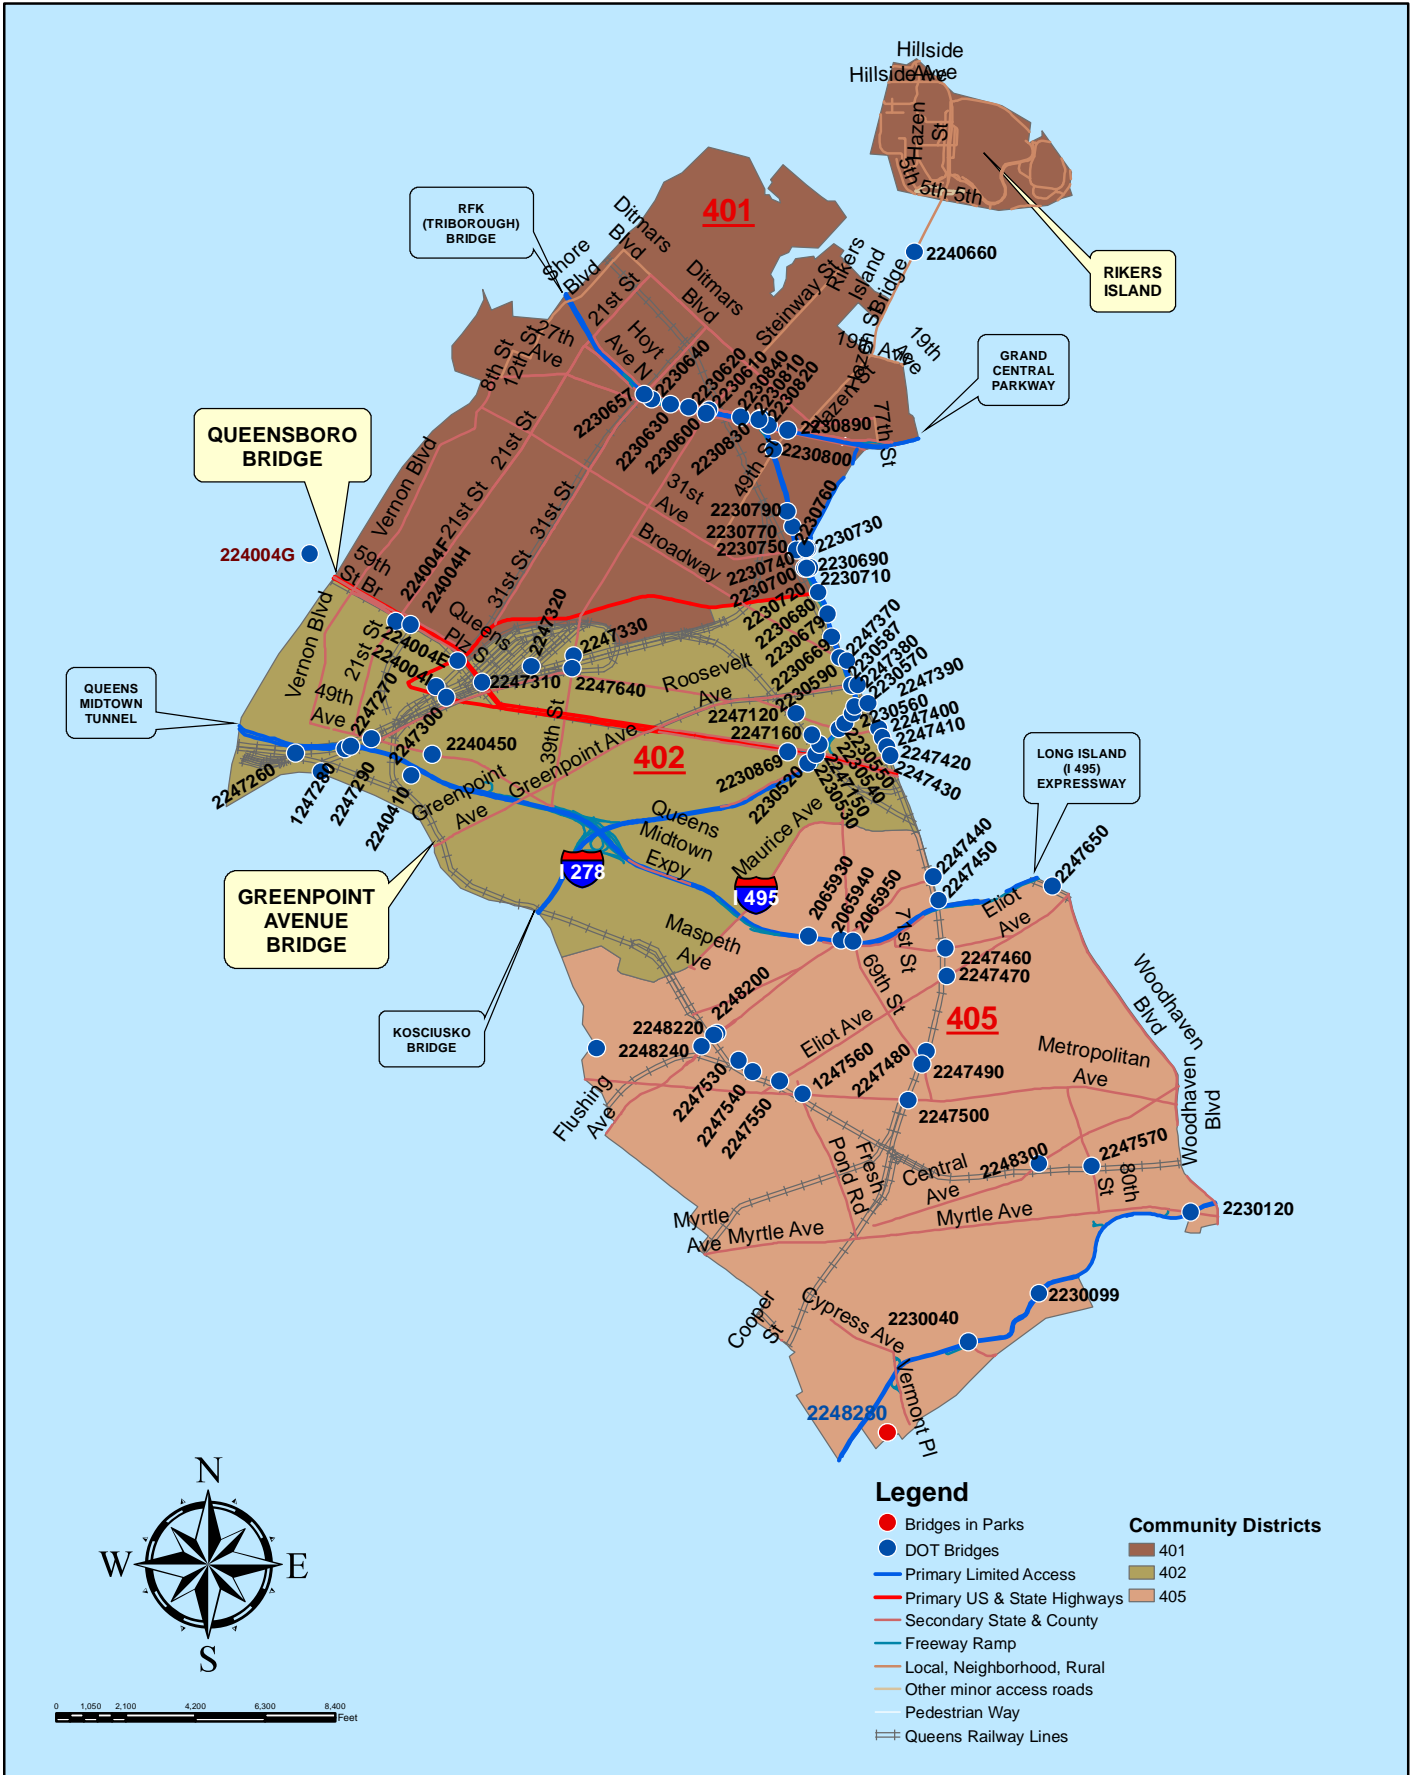 Hillside
Ave
Hillside Ave
Hazen
St
5th
5th
5th
401
RFK
(TRIBOROUGH)
BRIDGE
Ditmars
Blvd
Shore
Blvd
Ditmars
Blvd
21st St
Steinway St
Rikers
Island
Bridge
2240660
RIKERS
ISLAND
Hazen St
19th Ave
19th
Ave
GRAND
CENTRAL
PARKWAY
27th
Ave
Hoyt
Ave N
8th St
12th St
2230640
2230620
2230610
2230840
2230810
2230820
Hazen St
77th St
2230657
2230630
2230600
2230830
2230890
2230800
QUEENSBORO
BRIDGE
21st St
Vernon Blvd
31st
Ave
49th St
2230760
2230790
2230770
2230730
2230750
2230740
2230690
2230700
2230710
2230720
2230680
2230679
2230669
2230590
21st St
31st St
31st St
Broadway
224004G
59th
St Br
224004F
224004H
224004E
224004I
Queens
Plz S
2247320
2247330
2247310
2247640
Roosevelt
Ave
2247370
2230587
2247380
2230570
2247390
2230560
2247400
2247410
2247420
2247430
Vernon Blvd
21st St
49th
Ave
QUEENS
MIDTOWN
TUNNEL
2247270
2247300
2240450
39th St
Greenpoint Ave
402
2247120
2247160
2230869
2230520
2230550
2230540
2247150
2230530
LONG ISLAND
(I 495)
EXPRESSWAY
2247260
1247280
2247290
2240410
Greenpoint
Ave
Queens
Midtown
Expy
Maurice Ave
I 278
I 495
GREENPOINT
AVENUE
BRIDGE
2065930
2065940
2065950
2247440
2247450
2247650
Eliot
Ave
71st St
Maspeth
Ave
69th St
2247460
2247470
KOSCIUSKO
BRIDGE
2248200
2248220
2248240
Eliot Ave
405
Woodhaven
Blvd
Metropolitan
Ave
Woodhaven
Blvd
2247530
2247540
2247550
1247560
2247480
2247490
2247500
Flushing
Ave
Fresh
Pond Rd
Central
Ave
2248300
2247570
80th
St
Myrtle
Ave
Myrtle Ave
Myrtle Ave
2230120
Cooper
St
Cypress Ave
2230040
2230099
Vermont Pl
2248280
N
W
E
S
0
1,050
2,100
4,200
6,300
8,400
Feet
Legend
Bridges in Parks
DOT Bridges
Primary Limited Access
Primary US & State Highways
Secondary State & County
Freeway Ramp
Local, Neighborhood, Rural
Other minor access roads
Pedestrian Way
Queens Railway Lines
Community Districts
401
402
405